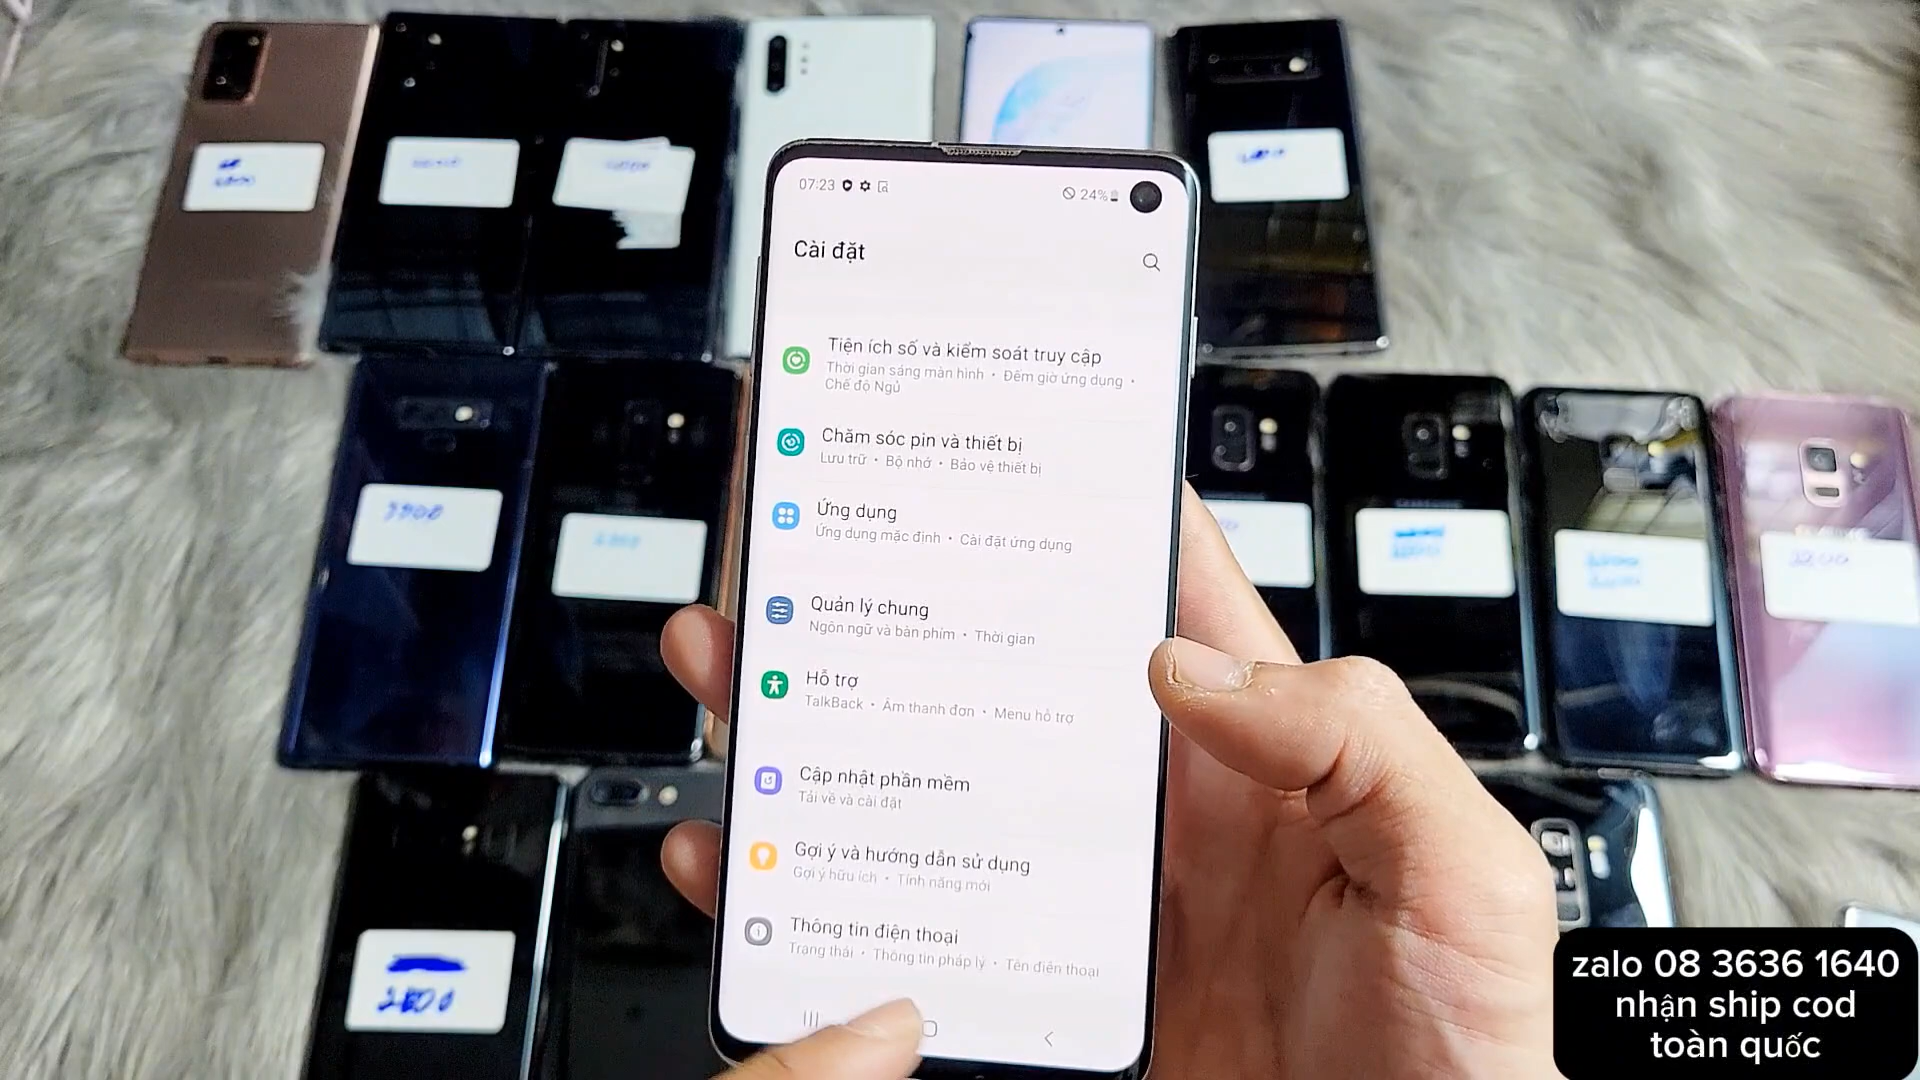 07:23
24%
Cài đặt
Tiện ích số và kiểm soát truy cập
Thời gian sáng màn hình • Đếm giờ ứng dụng •
Chế độ Ngủ
Chăm sóc pin và thiết bị
Lưu trữ • Bộ nhớ • Bảo vệ thiết bị
Ứng dụng
Ứng dụng mặc định • Cài đặt ứng dụng
Quản lý chung
Ngôn ngữ và bàn phím • Thời gian
Hỗ trợ
TalkBack • Âm thanh đơn • Menu hỗ trợ
Cập nhật phần mềm
Tải về và cài đặt
Gợi ý và hướng dẫn sử dụng
Gợi ý hữu ích • Tính năng mới
Thông tin điện thoại
Trạng thái • Thông tin pháp lý • Tên điện thoại
3900
2200
zalo 08 3636 1640
nhận ship cod
toàn quốc